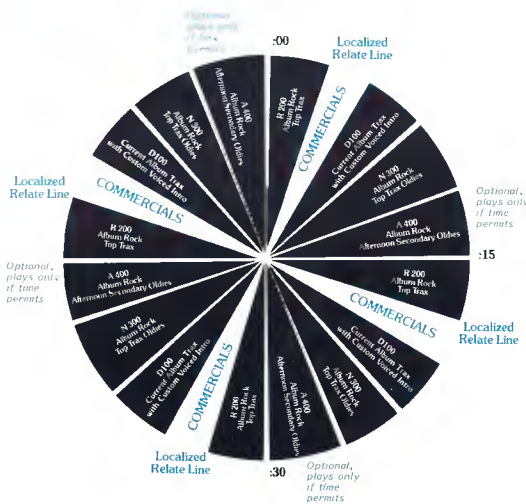 :00
Localized
Relate Line
R 200
Album Rock
Top Trax
COMMERCIALS
D100
Current Album Trax
with Custom Voiced Intro
N 300
Album Rock
Top Trax Oldies
A 400
Album Rock
Afternoon Secondary Oldies
Optional,
plays only
if time
permits
:15
R 200
Album Rock
Top Trax
COMMERCIALS
Localized
Relate Line
D100
Current Album Trax
with Custom Voiced Intro
N 300
Album Rock
Top Trax Oldies
A 400
Album Rock
Afternoon Secondary Oldies
Optional,
plays only
if time
permits
:30
R 200
Album Rock
Top Trax
COMMERCIALS
Localized
Relate Line
D100
Current Album Trax
with Custom Voiced Intro
N 300
Album Rock
Top Trax Oldies
A 400
Album Rock
Afternoon Secondary Oldies
Optional,
plays only
if time
permits
R 200
Album Rock
Top Trax
COMMERCIALS
Localized
Relate Line
D100
Current Album Trax
with Custom Voiced Intro
N 300
Album Rock
Top Trax Oldies
A 400
Album Rock
Afternoon Secondary Oldies
Optional,
plays only
if time
permits